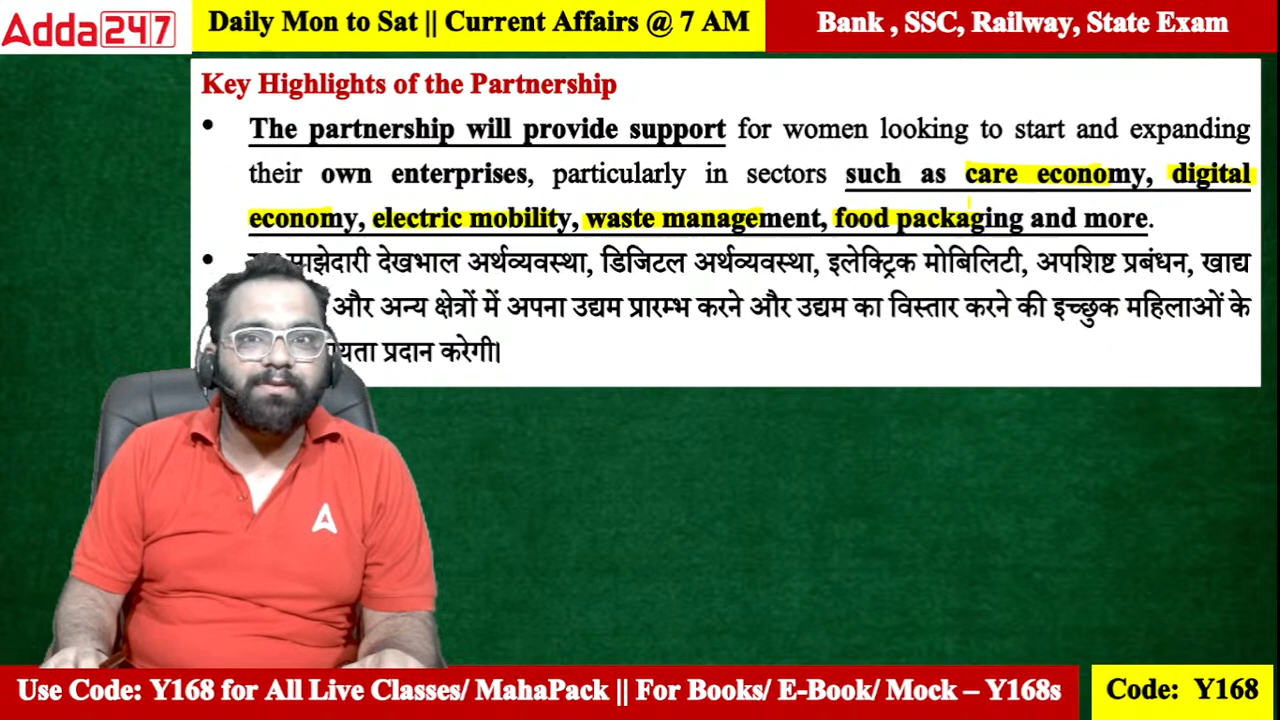 Adda247
Daily Mon to Sat || Current Affairs @ 7 AM
Bank , SSC, Railway, State Exam
Key Highlights of the Partnership
• The partnership will provide support for women looking to start and expanding
their own enterprises, particularly in sectors such as care economy, digital
economy, electric mobility, waste management, food packaging and more.
• साझेदारी देखभाल अर्थव्यवस्था, डिजिटल अर्थव्यवस्था, इलेक्ट्रिक मोबिलिटी, अपशिष्ट प्रबंधन, खाद्य
और अन्य क्षेत्रों में अपना उद्यम प्रारम्भ करने और उद्यम का विस्तार करने की इच्छुक महिलाओं के
प्रदान करेगी।
Use Code: Y168 for All Live Classes/ MahaPack || For Books/ E-Book/ Mock – Y168s
Code: Y168